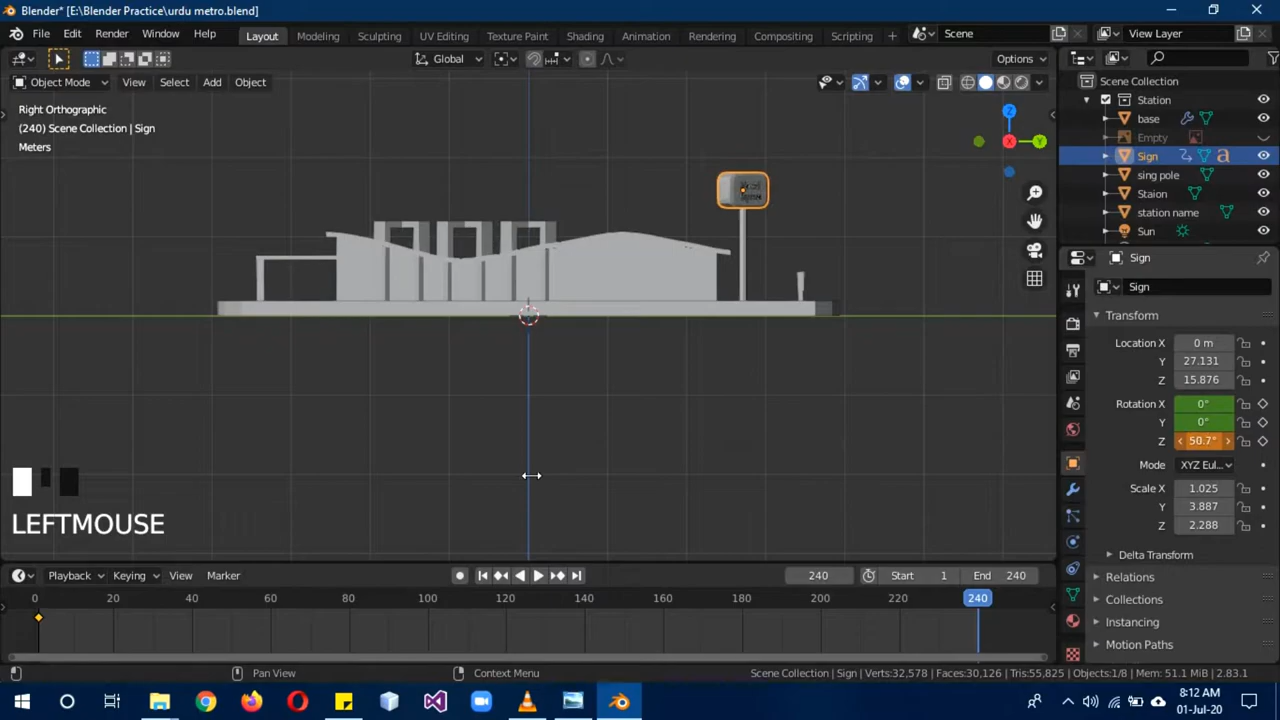 Blender* [E:\Blender Practice\urdu metro.blend]
File Edit Render Window Help
Layout Modeling Sculpting UV Editing Texture Paint Shading Animation Rendering Compositing Scripting +
Scene
View Layer
Global
Options
Object Mode View Select Add Object
Right Orthographic
(240) Scene Collection | Sign
Meters
Z
X
Y
LEFTMOUSE
Scene Collection
Station
base
Empty
Sign
sing pole
Staion
station name
Sun
Sign
Sign
Transform
Location X 0 m
Y 27.131
Z 15.876
Rotation X 0°
Y 0°
Z 50.7°
Mode XYZ Eul...
Scale X 1.025
Y 3.887
Z 2.288
Delta Transform
Relations
Collections
Instancing
Motion Paths
Playback Keying View Marker
240 Start 1 End 240
0 20 40 60 80 100 120 140 160 180 200 220 240
Pan View
Context Menu
Scene Collection | Sign | Verts:32,578 | Faces:30,126 | Tris:55,825 | Objects:1/8 | Mem: 51.1 MiB | 2.83.1
8:12 AM
01-Jul-20